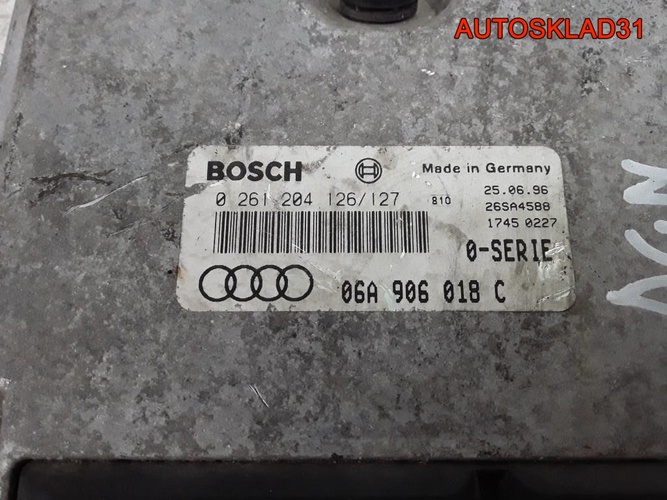 AUTOSKLAD31
BOSCH
Made in Germany
0 261 204 126/127
810
25.06.96
26SA4588
1745 0227
0-SERIE
06A 906 018 C
AGN